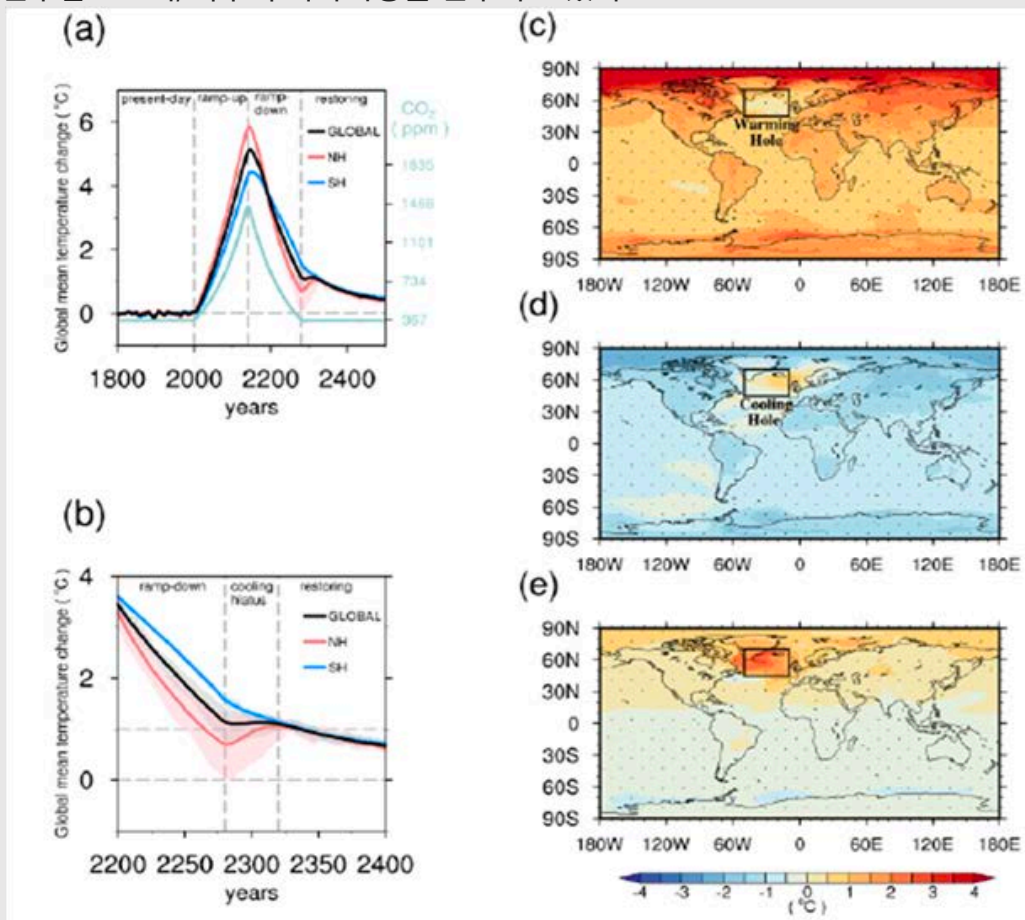 (a)
present-day ramp-up ramp down restoring
CO₂ (ppm)
GLOBAL
NH
SH
Global mean temperature change (°C)
6
4
2
0
1835
1468
1101
734
367
1800 2000 2200 2400
years
(b)
ramp-down cooling hiatus restoring
GLOBAL
NH
SH
Global mean temperature change (°C)
4
2
0
2200 2250 2300 2350 2400
years
(c)
90N
60N
30N
0
30S
60S
90S
Warming
Hole
180W 120W 60W 0 60E 120E 180E
(d)
90N
60N
30N
0
30S
60S
90S
Cooling
Hole
180W 120W 60W 0 60E 120E 180E
(e)
90N
60N
30N
0
30S
60S
90S
180W 120W 60W 0 60E 120E 180E
-4 -3 -2 -1 0 1 2 3 4
(°C)